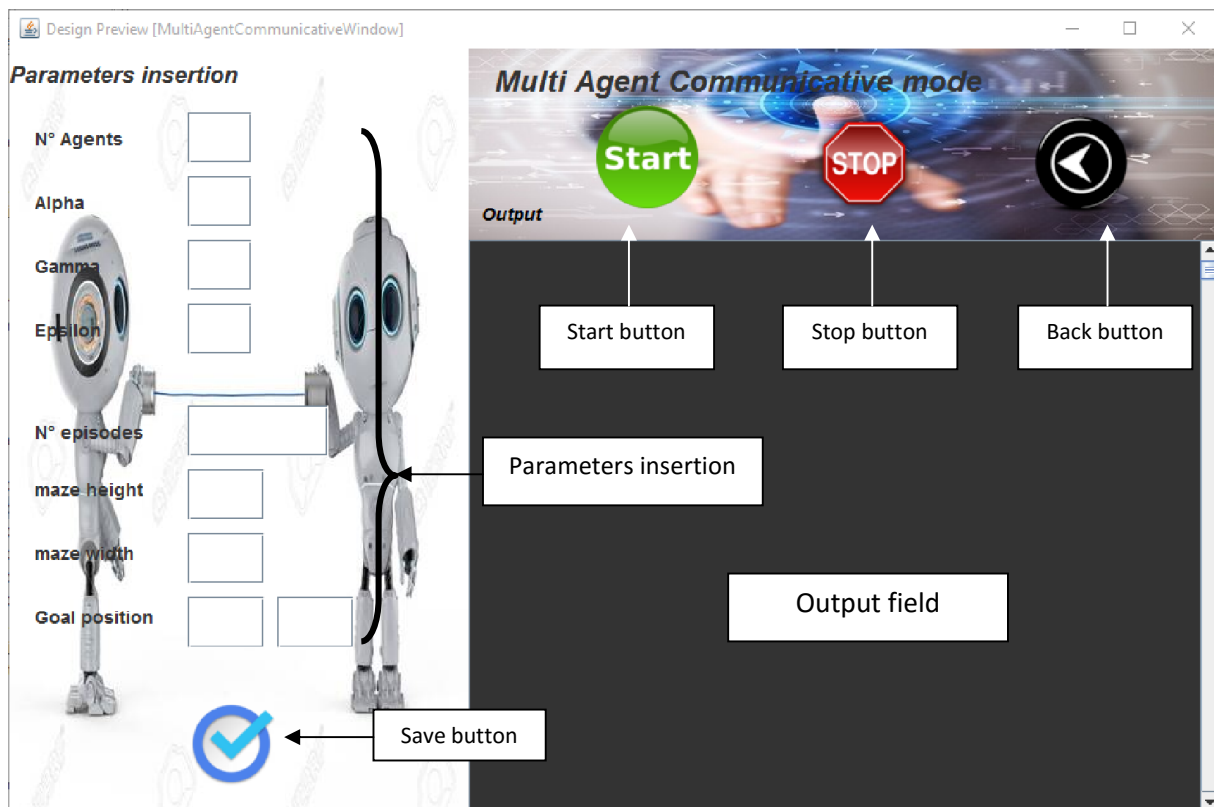 Design Preview [MultiAgentCommunicativeWindow]
Parameters insertion
Multi Agent Communicative mode
N° Agents
Alpha
Gamma
Epsilon
N° episodes
maze height
maze width
Goal position
Start
STOP
Output
Start button
Stop button
Back button
Parameters insertion
Output field
Save button